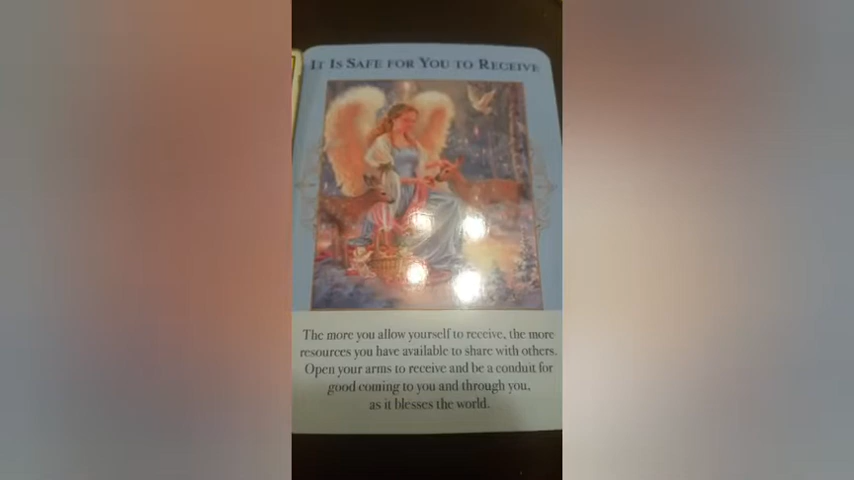 It Is Safe for You to Receive
The more you allow yourself to receive, the more
resources you have available to share with others.
Open your arms to receive and be a conduit for
good coming to you and through you,
as it blesses the world.